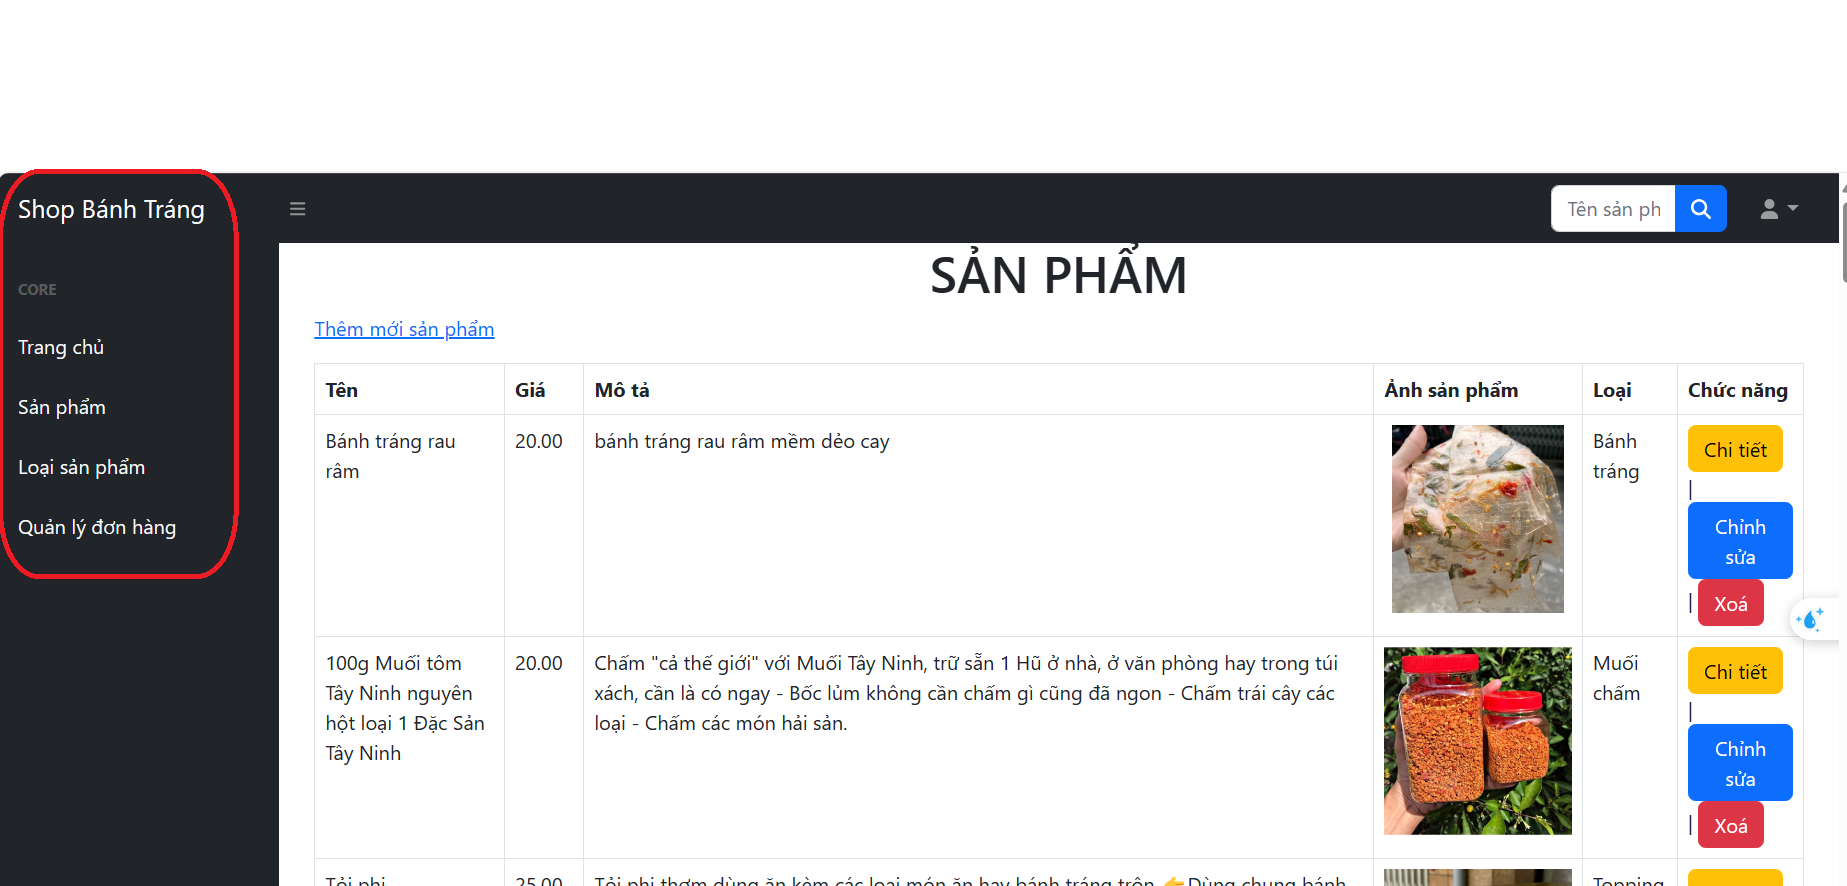 Shop Bánh Tráng
Tên sản ph
CORE
Trang chủ
Sản phẩm
Loại sản phẩm
Quản lý đơn hàng
SẢN PHẨM
Thêm mới sản phẩm
Tên Giá Mô tả Ảnh sản phẩm Loại Chức năng
Bánh tráng rau
râm
20.00
bánh tráng rau râm mềm dẻo cay
Bánh
tráng
Chi tiết
|
Chỉnh
sửa
| Xoá
100g Muối tôm
Tây Ninh nguyên
hột loại 1 Đặc Sản
Tây Ninh
20.00
Chấm "cả thế giới" với Muối Tây Ninh, trữ sẵn 1 Hũ ở nhà, ở văn phòng hay trong túi
xách, cần là có ngay - Bốc lủm không cần chấm gì cũng đã ngon - Chấm trái cây các
loại - Chấm các món hải sản.
Muối
chấm
Chi tiết
|
Chỉnh
sửa
| Xoá
Tỏi phi
25.00
Tỏi phi thơm dùng ăn kèm các loại món ăn hay bánh tráng trộn 👉Dùng chung bánh
Topping